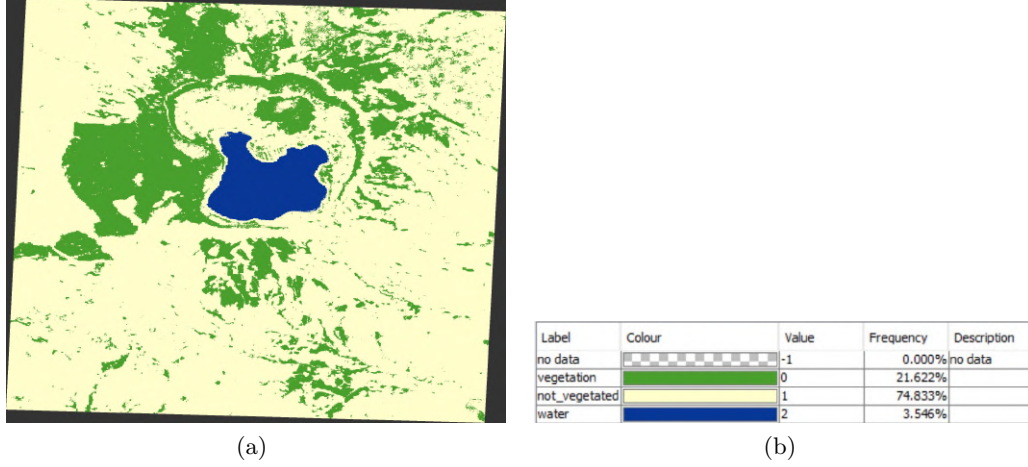 Label Colour Value Frequency Description
no data -1 0.000% no data
vegetation 0 21.622%
not_vegetated 1 74.833%
water 2 3.546%
(a) (b)